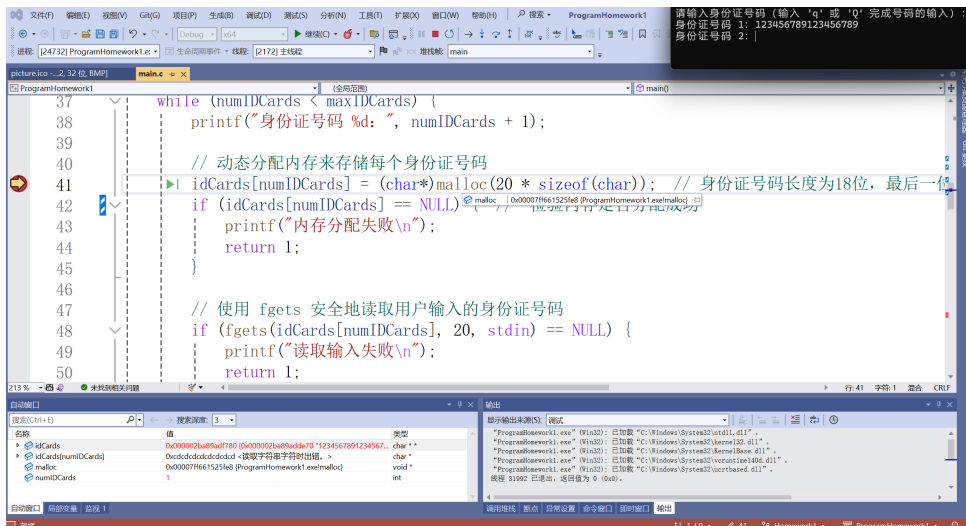 文件(F) 编辑(E) 视图(V) Git(G) 项目(P) 生成(B) 调试(D) 测试(S) 分析(N) 工具(T) 扩展(X) 窗口(W) 帮助(H) 搜索 ProgramHomework1
请输入身份证号码 (输入 'q' 或 'Q' 完成号码的输入) :
身份证号码 1: 123456789123456789
身份证号码 2:
Debug x64 继续(C)
进程: [24732] ProgramHomework1.e: 生命周期事件 线程: [2172] 主线程 堆栈帧: main
picture.ico -...2, 32 位, BMP] main.c
ProgramHomework1 (全局范围) main()
37 while (numIDCards < maxIDCards) {
38 printf("身份证号码 %d: ", numIDCards + 1);
39
40 // 动态分配内存来存储每个身份证号码
41 idCards[numIDCards] = (char*)malloc(20 * sizeof(char)); // 身份证号码长度为18位，最后一位
malloc 0x00007ff661525fe8 {ProgramHomework1.exe!malloc}
42 if (idCards[numIDCards] == NULL) { // 检验内存是否分配成功
43 printf("内存分配失败\n");
44 return 1;
45 }
46
47 // 使用 fgets 安全地读取用户输入的身份证号码
48 if (fgets(idCards[numIDCards], 20, stdin) == NULL) {
49 printf("读取输入失败\n");
50 return 1;
213 % 未找到相关问题 行: 41 字符: 1 混合 CRLF
自动窗口
搜索(Ctrl+E) 搜索深度: 3
名称 值 类型
idCards 0x000002ba89adf780 {0x000002ba89adde70 "1234567891234567... char * *
idCards[numIDCards] 0xcdcdcdcdcdcdcdcd <读取字符串字符时出错。> char *
malloc 0x00007ff661525fe8 {ProgramHomework1.exe!malloc} void *
numIDCards 1 int
自动窗口 局部变量 监视 1
输出
显示输出来源(S): 调试
"ProgramHomework1.exe" (Win32): 已加载 "C:\Windows\System32\ntdll.dll"。
"ProgramHomework1.exe" (Win32): 已加载 "C:\Windows\System32\kernel32.dll"。
"ProgramHomework1.exe" (Win32): 已加载 "C:\Windows\System32\KernelBase.dll"。
"ProgramHomework1.exe" (Win32): 已加载 "C:\Windows\System32\vcruntime140d.dll"。
"ProgramHomework1.exe" (Win32): 已加载 "C:\Windows\System32\ucrtbased.dll"。
线程 31992 已退出，返回值为 0 (0x0)。
调用堆栈 断点 异常设置 命令窗口 即时窗口 输出